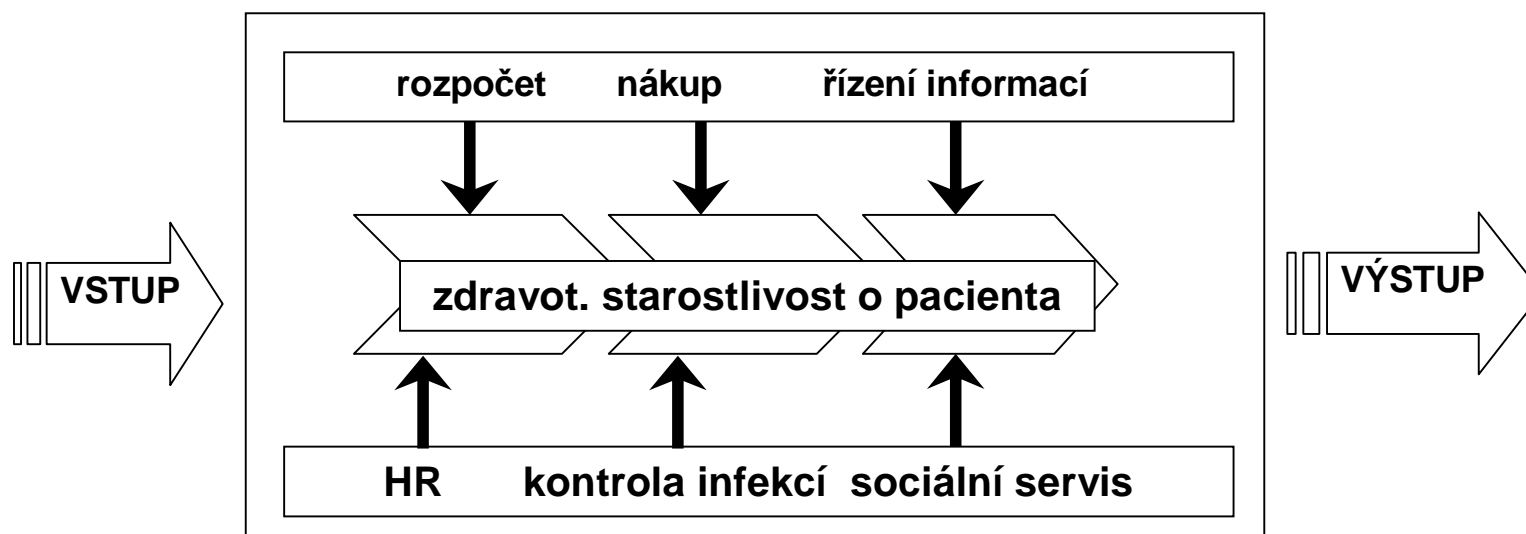 rozpočet nákup řízení informací
VSTUP
zdravot. starostlivost o pacienta
VÝSTUP
HR kontrola infekcí sociální servis